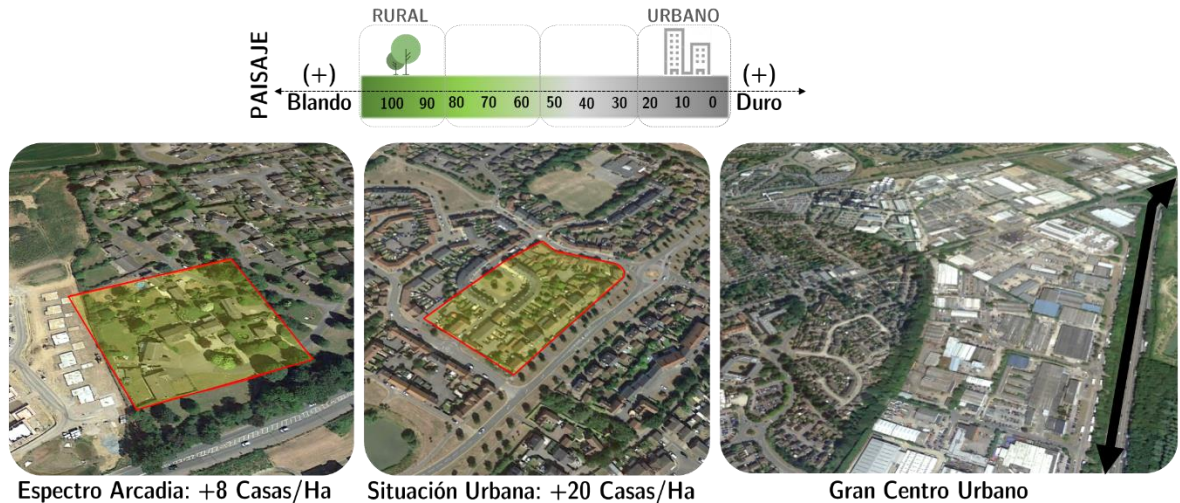 RURAL URBANO
PAISAJE
(+) (+)
Blando 100 90 80 70 60 50 40 30 20 10 0 Duro
Espectro Arcadia: +8 Casas/Ha Situación Urbana: +20 Casas/Ha Gran Centro Urbano